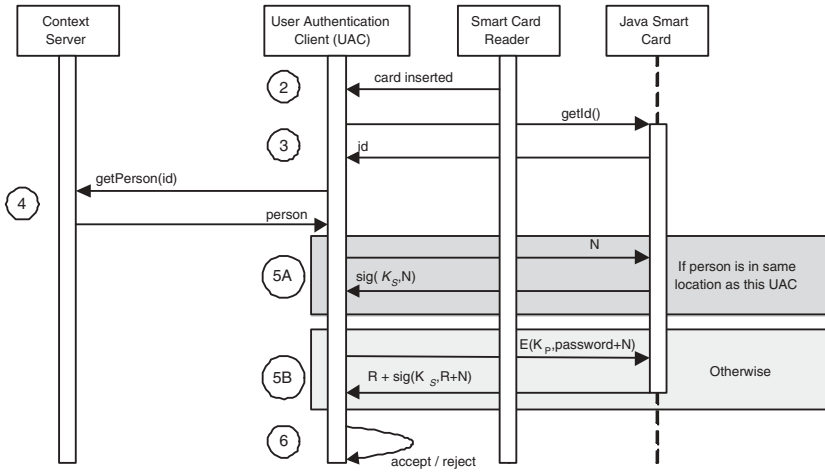 Context
Server
User Authentication
Client (UAC)
Smart Card
Reader
Java Smart
Card
2
card inserted
getId()
3
id
getPerson(id)
4
person
N
5A
sig( K_S,N)
If person is in same
location as this UAC
E(K_P,password+N)
5B
R + sig(K_S,R+N)
Otherwise
6
accept / reject